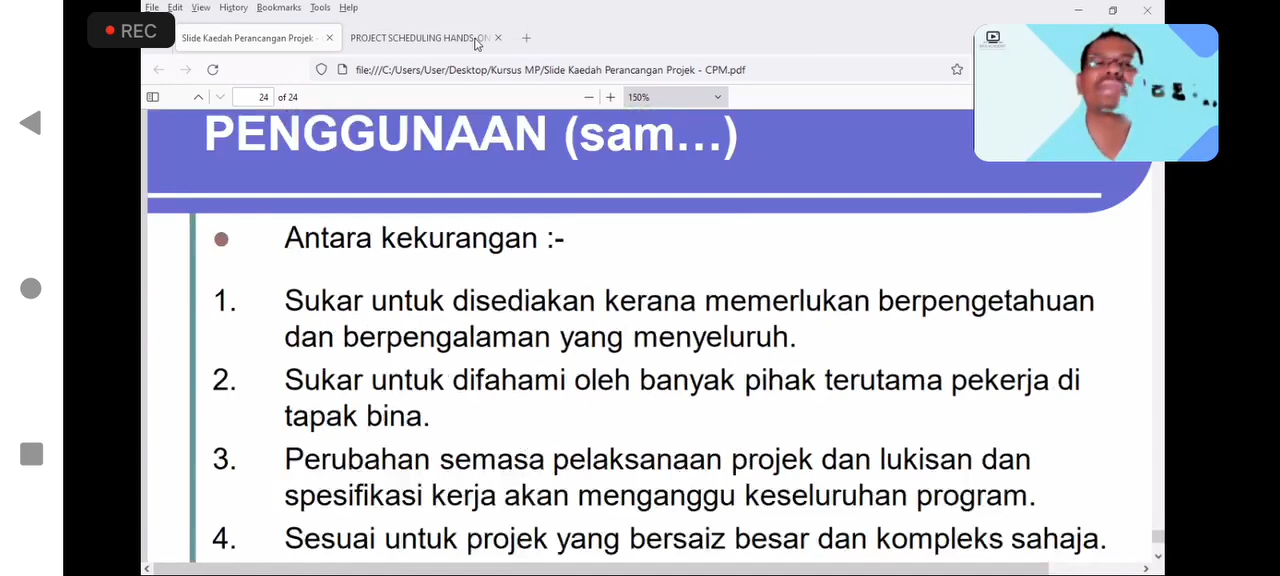 File Edit View History Bookmarks Tools Help
REC
Slide Kaedah Perancangan Projek -
PROJECT SCHEDULING HANDS-ON
file:///C:/Users/User/Desktop/Kursus MP/Slide Kaedah Perancangan Projek - CPM.pdf
24 of 24
150%
PENGGUNAAN (sam...)
Antara kekurangan :-
1. Sukar untuk disediakan kerana memerlukan berpengetahuan
dan berpengalaman yang menyeluruh.
2. Sukar untuk difahami oleh banyak pihak terutama pekerja di
tapak bina.
3. Perubahan semasa pelaksanaan projek dan lukisan dan
spesifikasi kerja akan menganggu keseluruhan program.
4. Sesuai untuk projek yang bersaiz besar dan kompleks sahaja.